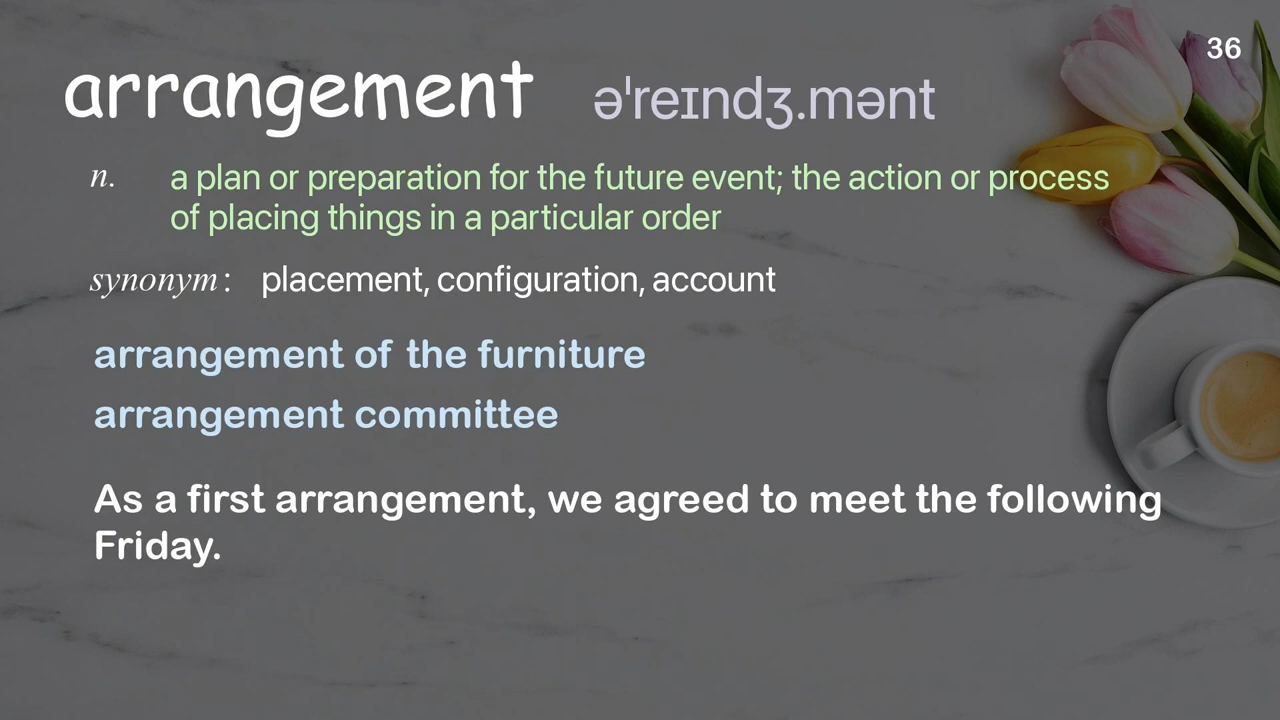 36
arrangement əˈreɪndʒ.mənt
n. a plan or preparation for the future event; the action or process
of placing things in a particular order
synonym: placement, configuration, account
arrangement of the furniture
arrangement committee
As a first arrangement, we agreed to meet the following
Friday.